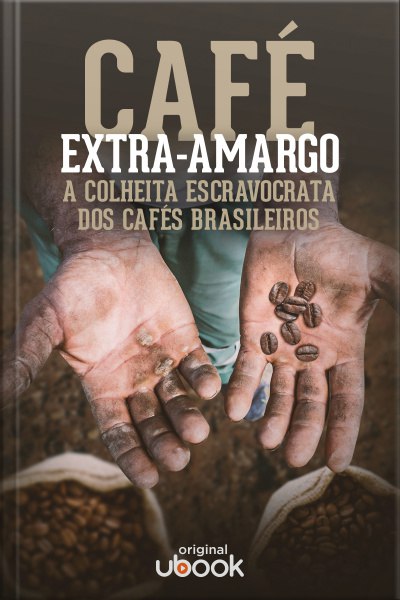 CAFÉ
EXTRA-AMARGO
A COLHEITA ESCRAVOCRATA
DOS CAFÉS BRASILEIROS
original
ubook